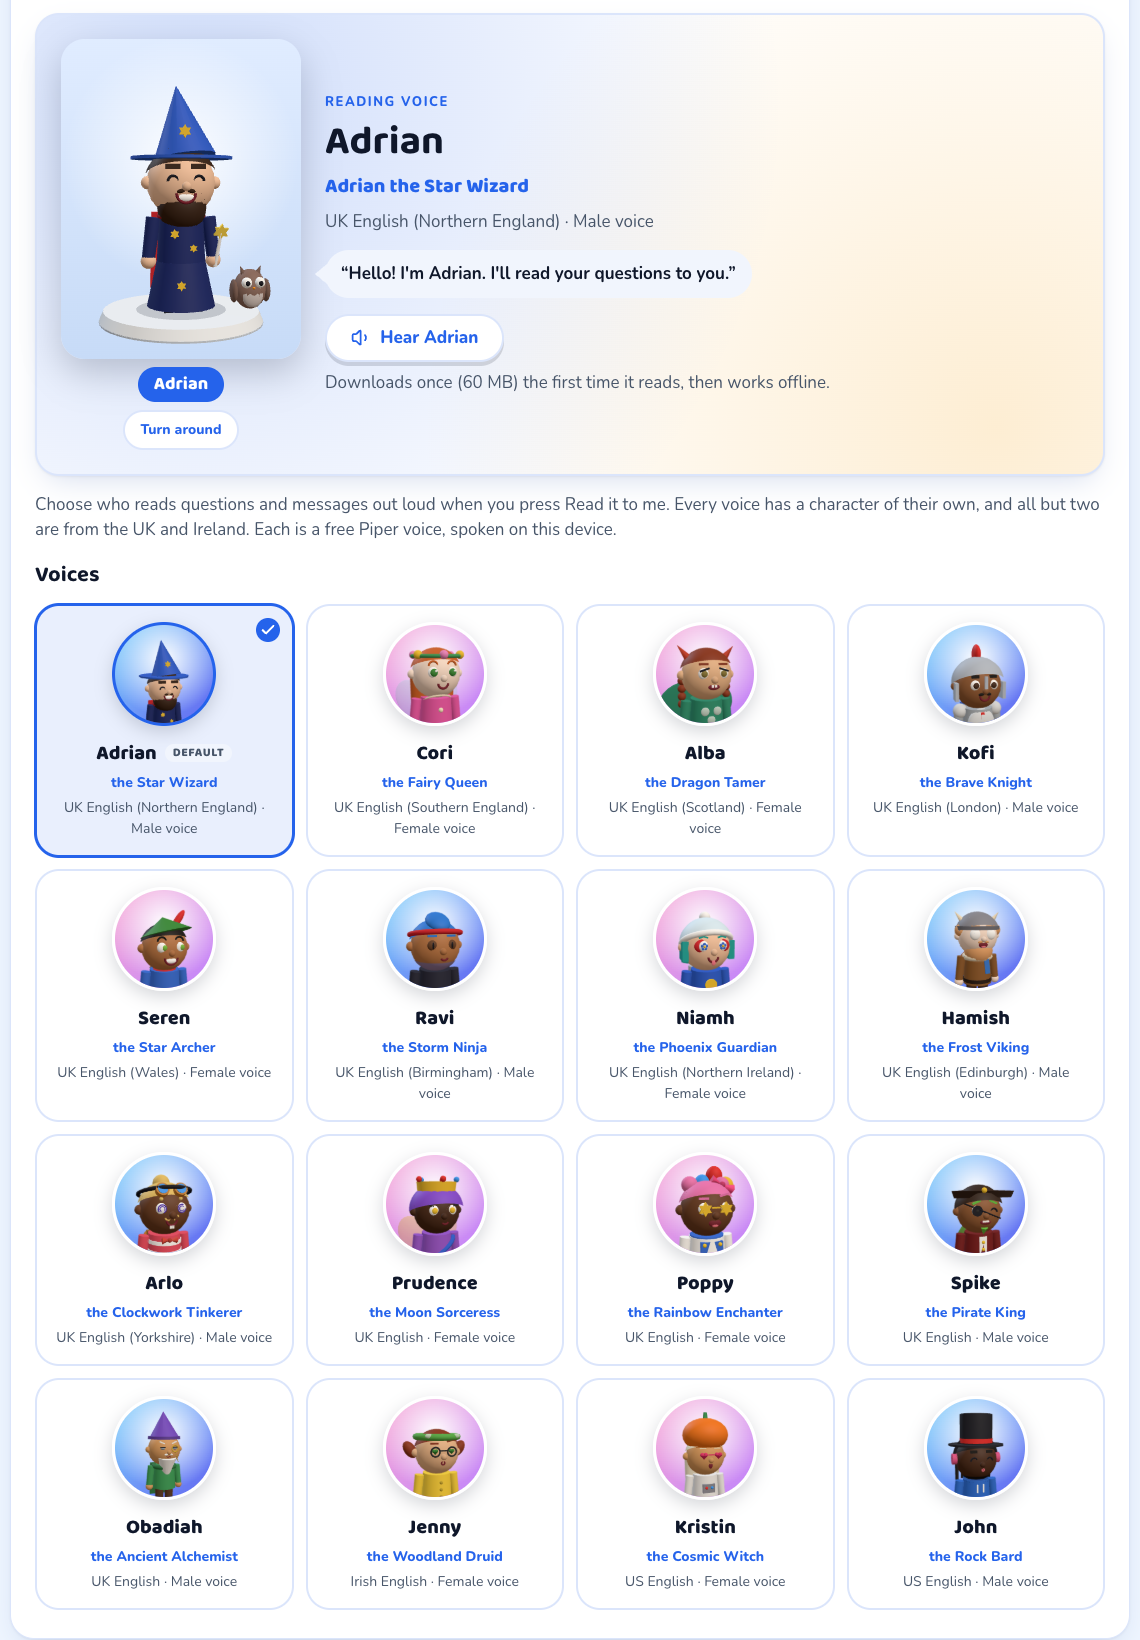 READING VOICE
Adrian
Adrian the Star Wizard
UK English (Northern England) · Male voice
“Hello! I'm Adrian. I'll read your questions to you.”
Hear Adrian
Downloads once (60 MB) the first time it reads, then works offline.
Adrian
Turn around
Choose who reads questions and messages out loud when you press Read it to me. Every voice has a character of their own, and all but two
are from the UK and Ireland. Each is a free Piper voice, spoken on this device.
Voices
Adrian DEFAULT
the Star Wizard
UK English (Northern England) ·
Male voice
Cori
the Fairy Queen
UK English (Southern England) ·
Female voice
Alba
the Dragon Tamer
UK English (Scotland) · Female
voice
Kofi
the Brave Knight
UK English (London) · Male voice
Seren
the Star Archer
UK English (Wales) · Female voice
Ravi
the Storm Ninja
UK English (Birmingham) · Male
voice
Niamh
the Phoenix Guardian
UK English (Northern Ireland) ·
Female voice
Hamish
the Frost Viking
UK English (Edinburgh) · Male
voice
Arlo
the Clockwork Tinkerer
UK English (Yorkshire) · Male voice
Prudence
the Moon Sorceress
UK English · Female voice
Poppy
the Rainbow Enchanter
UK English · Female voice
Spike
the Pirate King
UK English · Male voice
Obadiah
the Ancient Alchemist
UK English · Male voice
Jenny
the Woodland Druid
Irish English · Female voice
Kristin
the Cosmic Witch
US English · Female voice
John
the Rock Bard
US English · Male voice